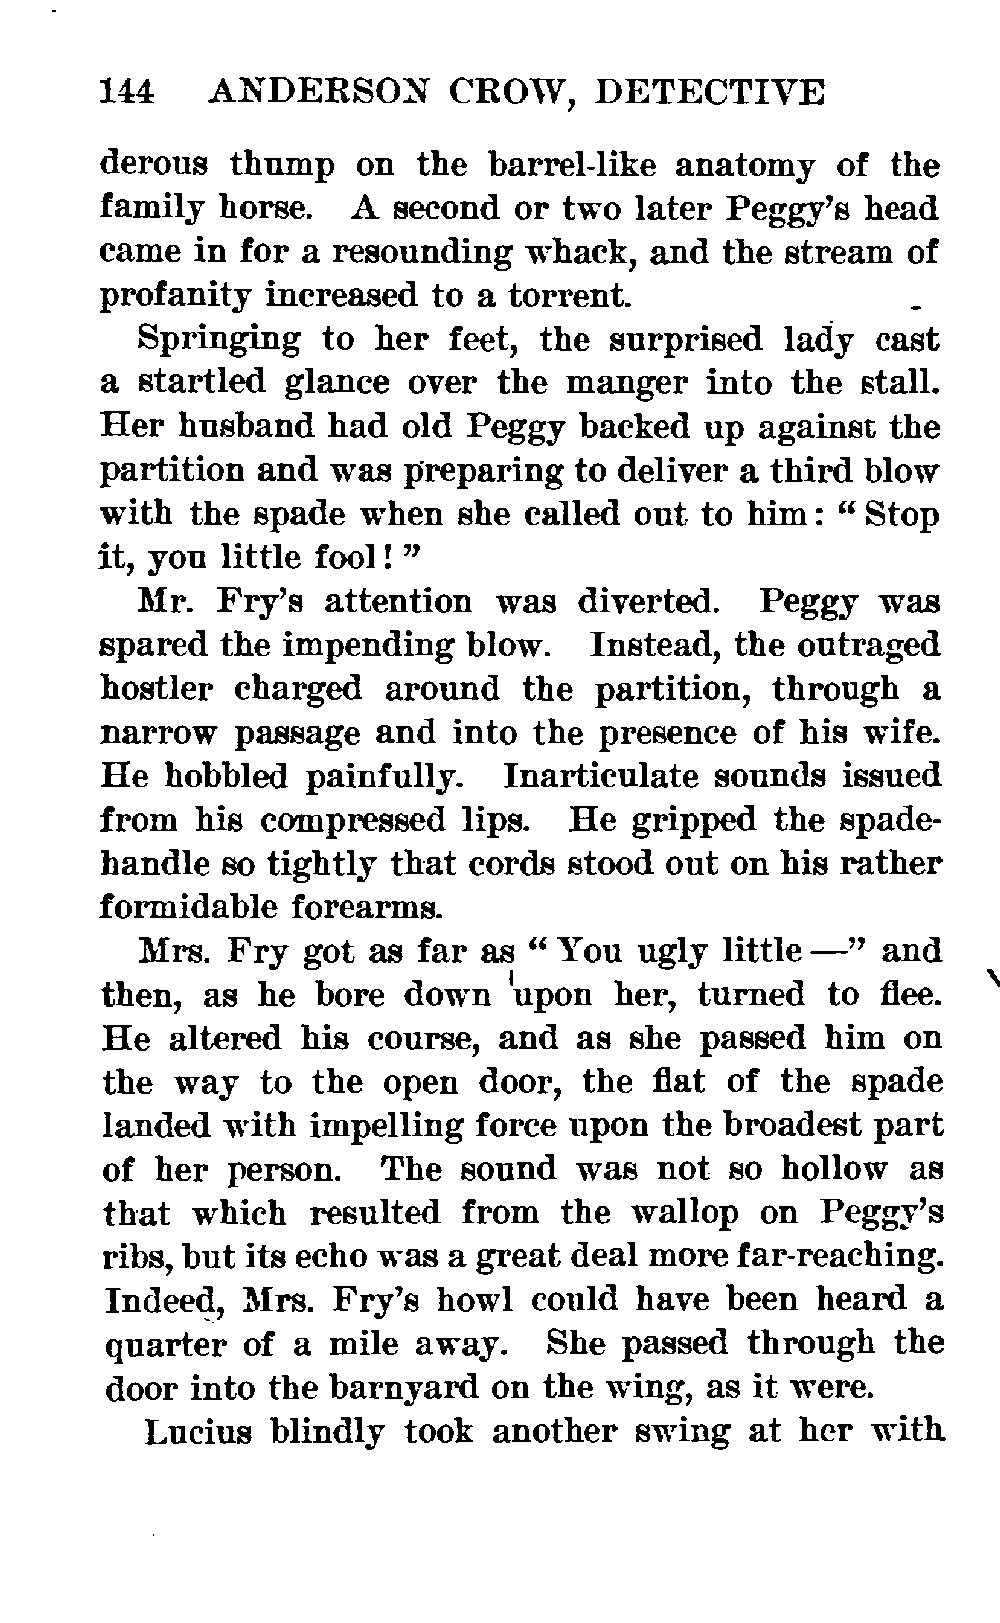 144 ANDERSON CROW, DETECTIVE
derous thump on the barrel-like anatomy of the
family horse. A second or two later Peggy's head
came in for a resounding whack, and the stream of
profanity increased to a torrent.
Springing to her feet, the surprised lady cast
a startled glance over the manger into the stall.
Her husband had old Peggy backed up against the
partition and was preparing to deliver a third blow
with the spade when she called out to him: “ Stop
it, you little fool! ”
Mr. Fry's attention was diverted. Peggy was
spared the impending blow. Instead, the outraged
hostler charged around the partition, through a
narrow passage and into the presence of his wife.
He hobbled painfully. Inarticulate sounds issued
from his compressed lips. He gripped the spade-
handle so tightly that cords stood out on his rather
formidable forearms.
Mrs. Fry got as far as “ You ugly little —” and
then, as he bore down upon her, turned to flee.
He altered his course, and as she passed him on
the way to the open door, the flat of the spade
landed with impelling force upon the broadest part
of her person. The sound was not so hollow as
that which resulted from the wallop on Peggy's
ribs, but its echo was a great deal more far-reaching.
Indeed, Mrs. Fry's howl could have been heard a
quarter of a mile away. She passed through the
door into the barnyard on the wing, as it were.
Lucius blindly took another swing at her with